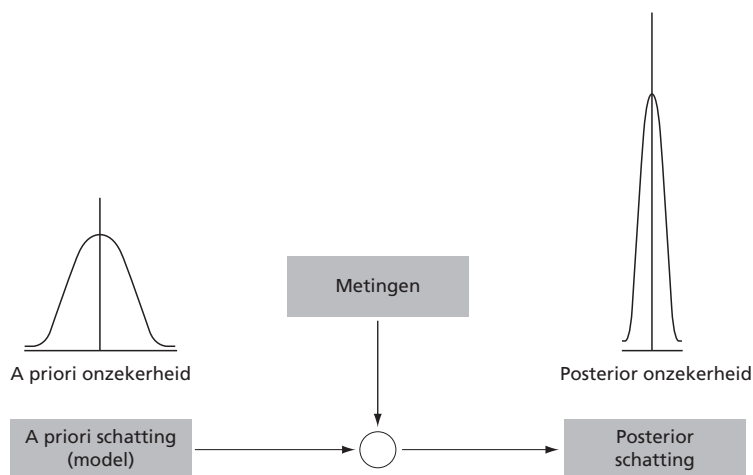 Metingen
A priori onzekerheid
Posterior onzekerheid
A priori schatting
(model)
Posterior
schatting